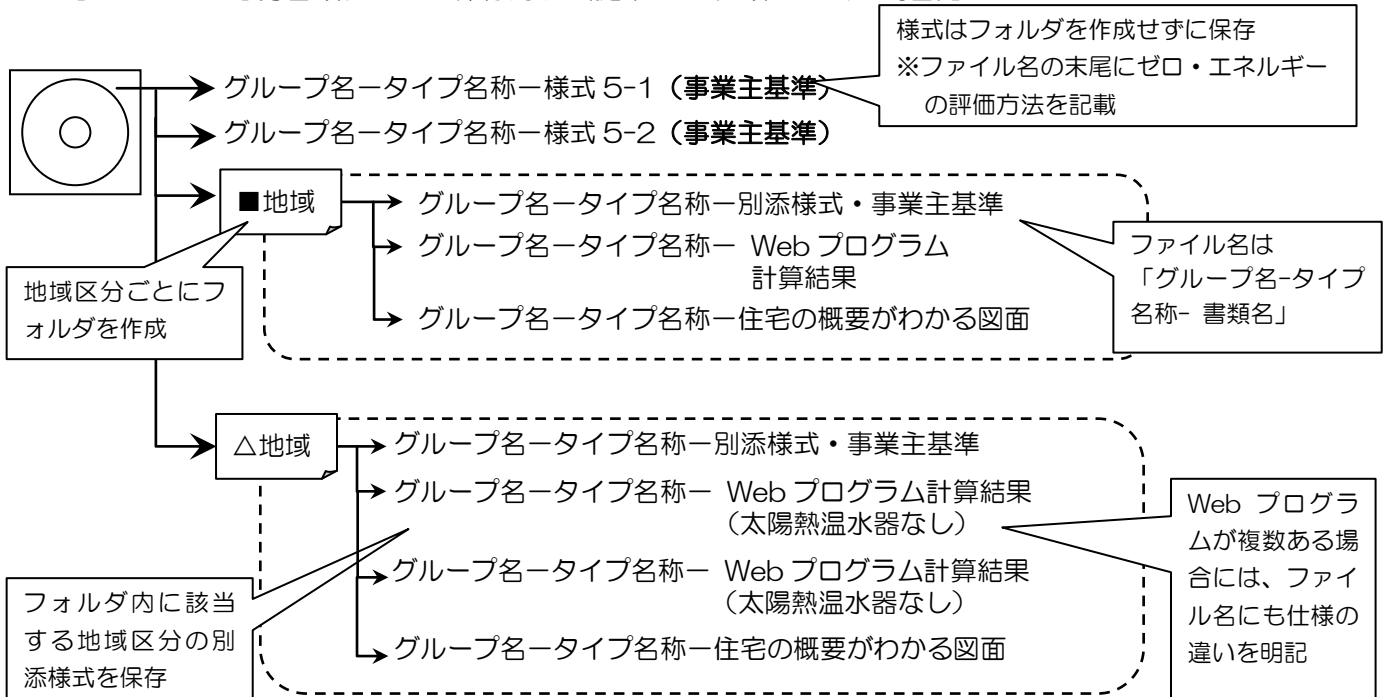 様式はフォルダを作成せずに保存
※ファイル名の末尾にゼロ・エネルギー
の評価方法を記載
グループ名ータイプ名称ー様式 5-1（事業主基準）
グループ名ータイプ名称ー様式 5-2（事業主基準）
■地域
グループ名ータイプ名称ー別添様式・事業主基準
グループ名ータイプ名称ー Web プログラム
計算結果
グループ名ータイプ名称ー住宅の概要がわかる図面
地域区分ごとにフ
ォルダを作成
ファイル名は
「グループ名-タイプ
名称- 書類名」
△地域
グループ名ータイプ名称ー別添様式・事業主基準
グループ名ータイプ名称ー Web プログラム計算結果
（太陽熱温水器なし）
グループ名ータイプ名称ー Web プログラム計算結果
（太陽熱温水器なし）
グループ名ータイプ名称ー住宅の概要がわかる図面
フォルダ内に該当
する地域区分の別
添様式を保存
Web プログラ
ムが複数ある場
合には、ファイ
ル名にも仕様の
違いを明記